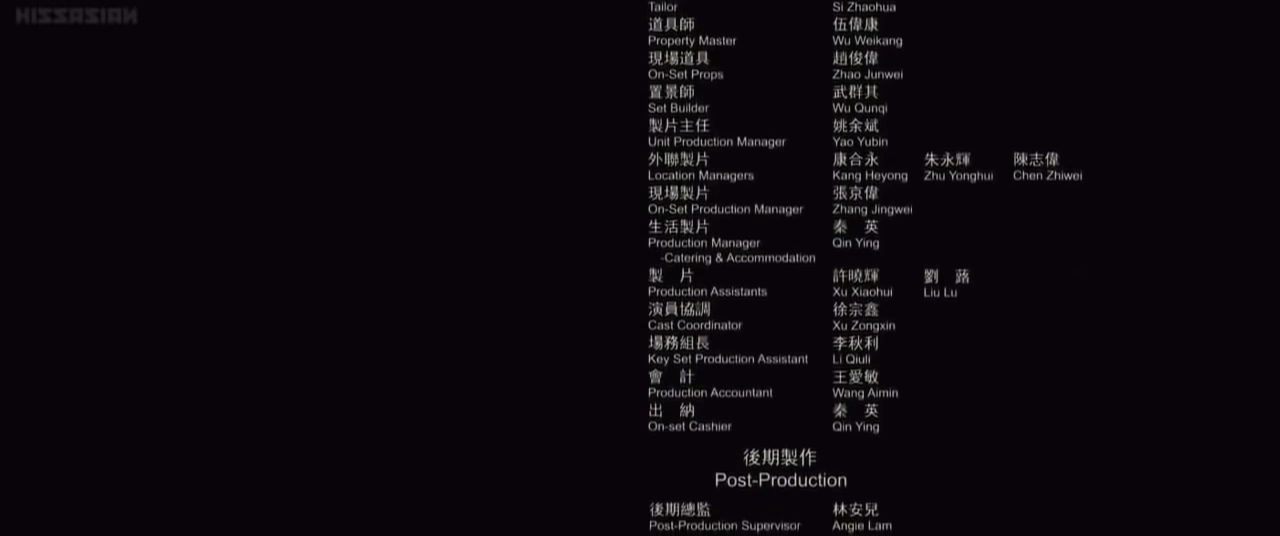 HISSASIAN
Tailor Si Zhaohua
道具師 伍偉康
Property Master Wu Weikang
現場道具 趙俊偉
On-Set Props Zhao Junwei
置景師 武群其
Set Builder Wu Qunqi
製片主任 姚余斌
Unit Production Manager Yao Yubin
外聯製片 康合永 朱永輝 陳志偉
Location Managers Kang Heyong Zhu Yonghui Chen Zhiwei
現場製片 張京偉
On-Set Production Manager Zhang Jingwei
生活製片 秦 英
Production Manager Qin Ying
-Catering & Accommodation
製 片 許曉輝 劉 蕗
Production Assistants Xu Xiaohui Liu Lu
演員協調 徐宗鑫
Cast Coordinator Xu Zongxin
場務組長 李秋利
Key Set Production Assistant Li Qiuli
會 計 王愛敏
Production Accountant Wang Aimin
出 納 秦 英
On-set Cashier Qin Ying
後期製作
Post-Production
後期總監 林安兒
Post-Production Supervisor Angie Lam